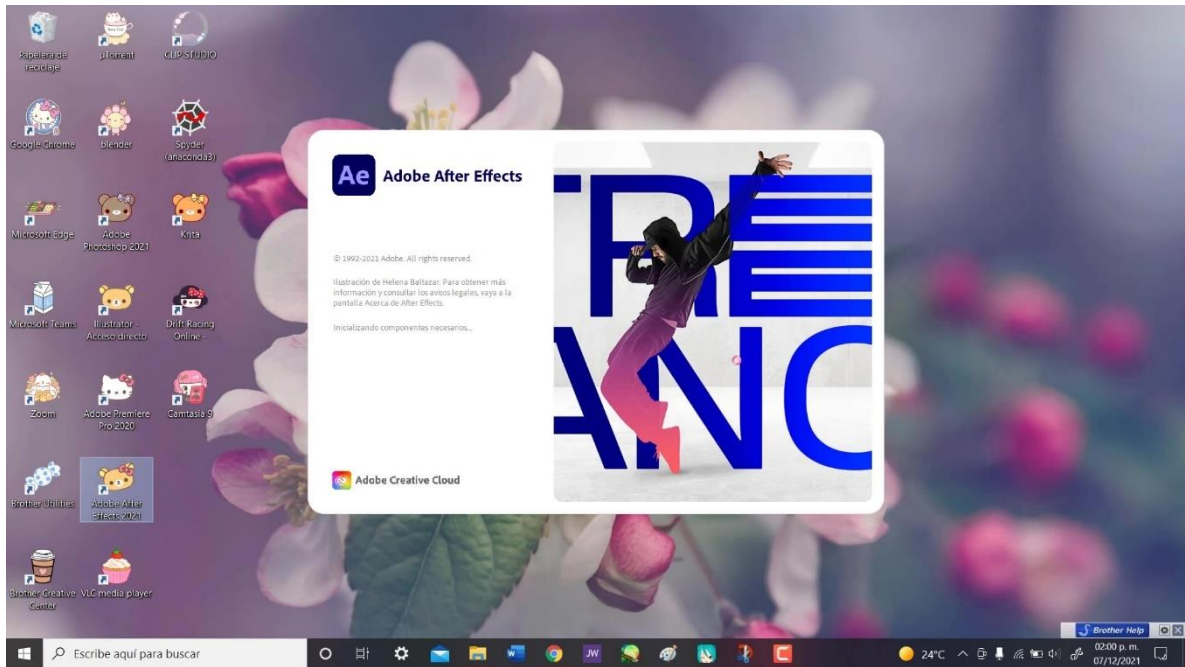 Papelera de
reciclaje
µTorrent
CLIP STUDIO
Google Chrome
blender
Spyder
(anaconda3)
Microsoft Edge
Adobe
Photoshop 2021
Krita
Microsoft Teams
Illustrator -
Acceso directo
Drift Racing
Online -
Zoom
Adobe Premiere
Pro 2020
Camtasia 9
Brother Utilities
Adobe After
Effects 2021
Brother Creative
Center
VLC media player
Ae Adobe After Effects
© 1992-2021 Adobe. All rights reserved.
Ilustración de Helena Baltazar. Para obtener más
información y consultar los avisos legales, vaya a la
pantalla Acerca de After Effects.
Inicializando componentes necesarios...
Adobe Creative Cloud
TRE
ANC
Brother Help
Escribe aquí para buscar
JW
24°C
02:00 p. m.
07/12/2021